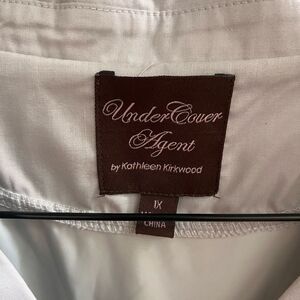 UnderCover
Agent
by Kathleen Kirkwood
1X
CHINA